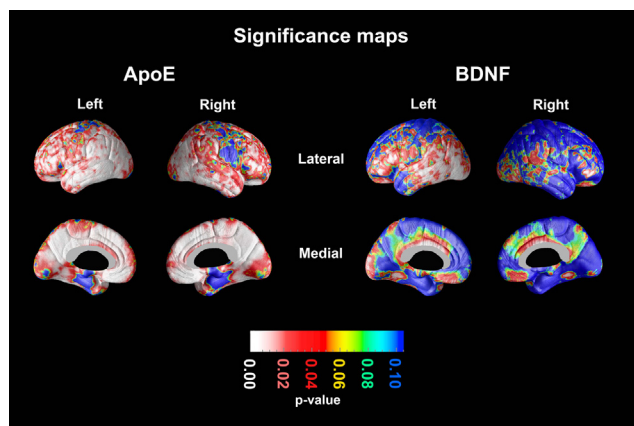 Significance maps
ApoE BDNF
Left Right Left Right
Lateral
Medial
0.00 0.02 0.04 0.06 0.08 0.10
p-value